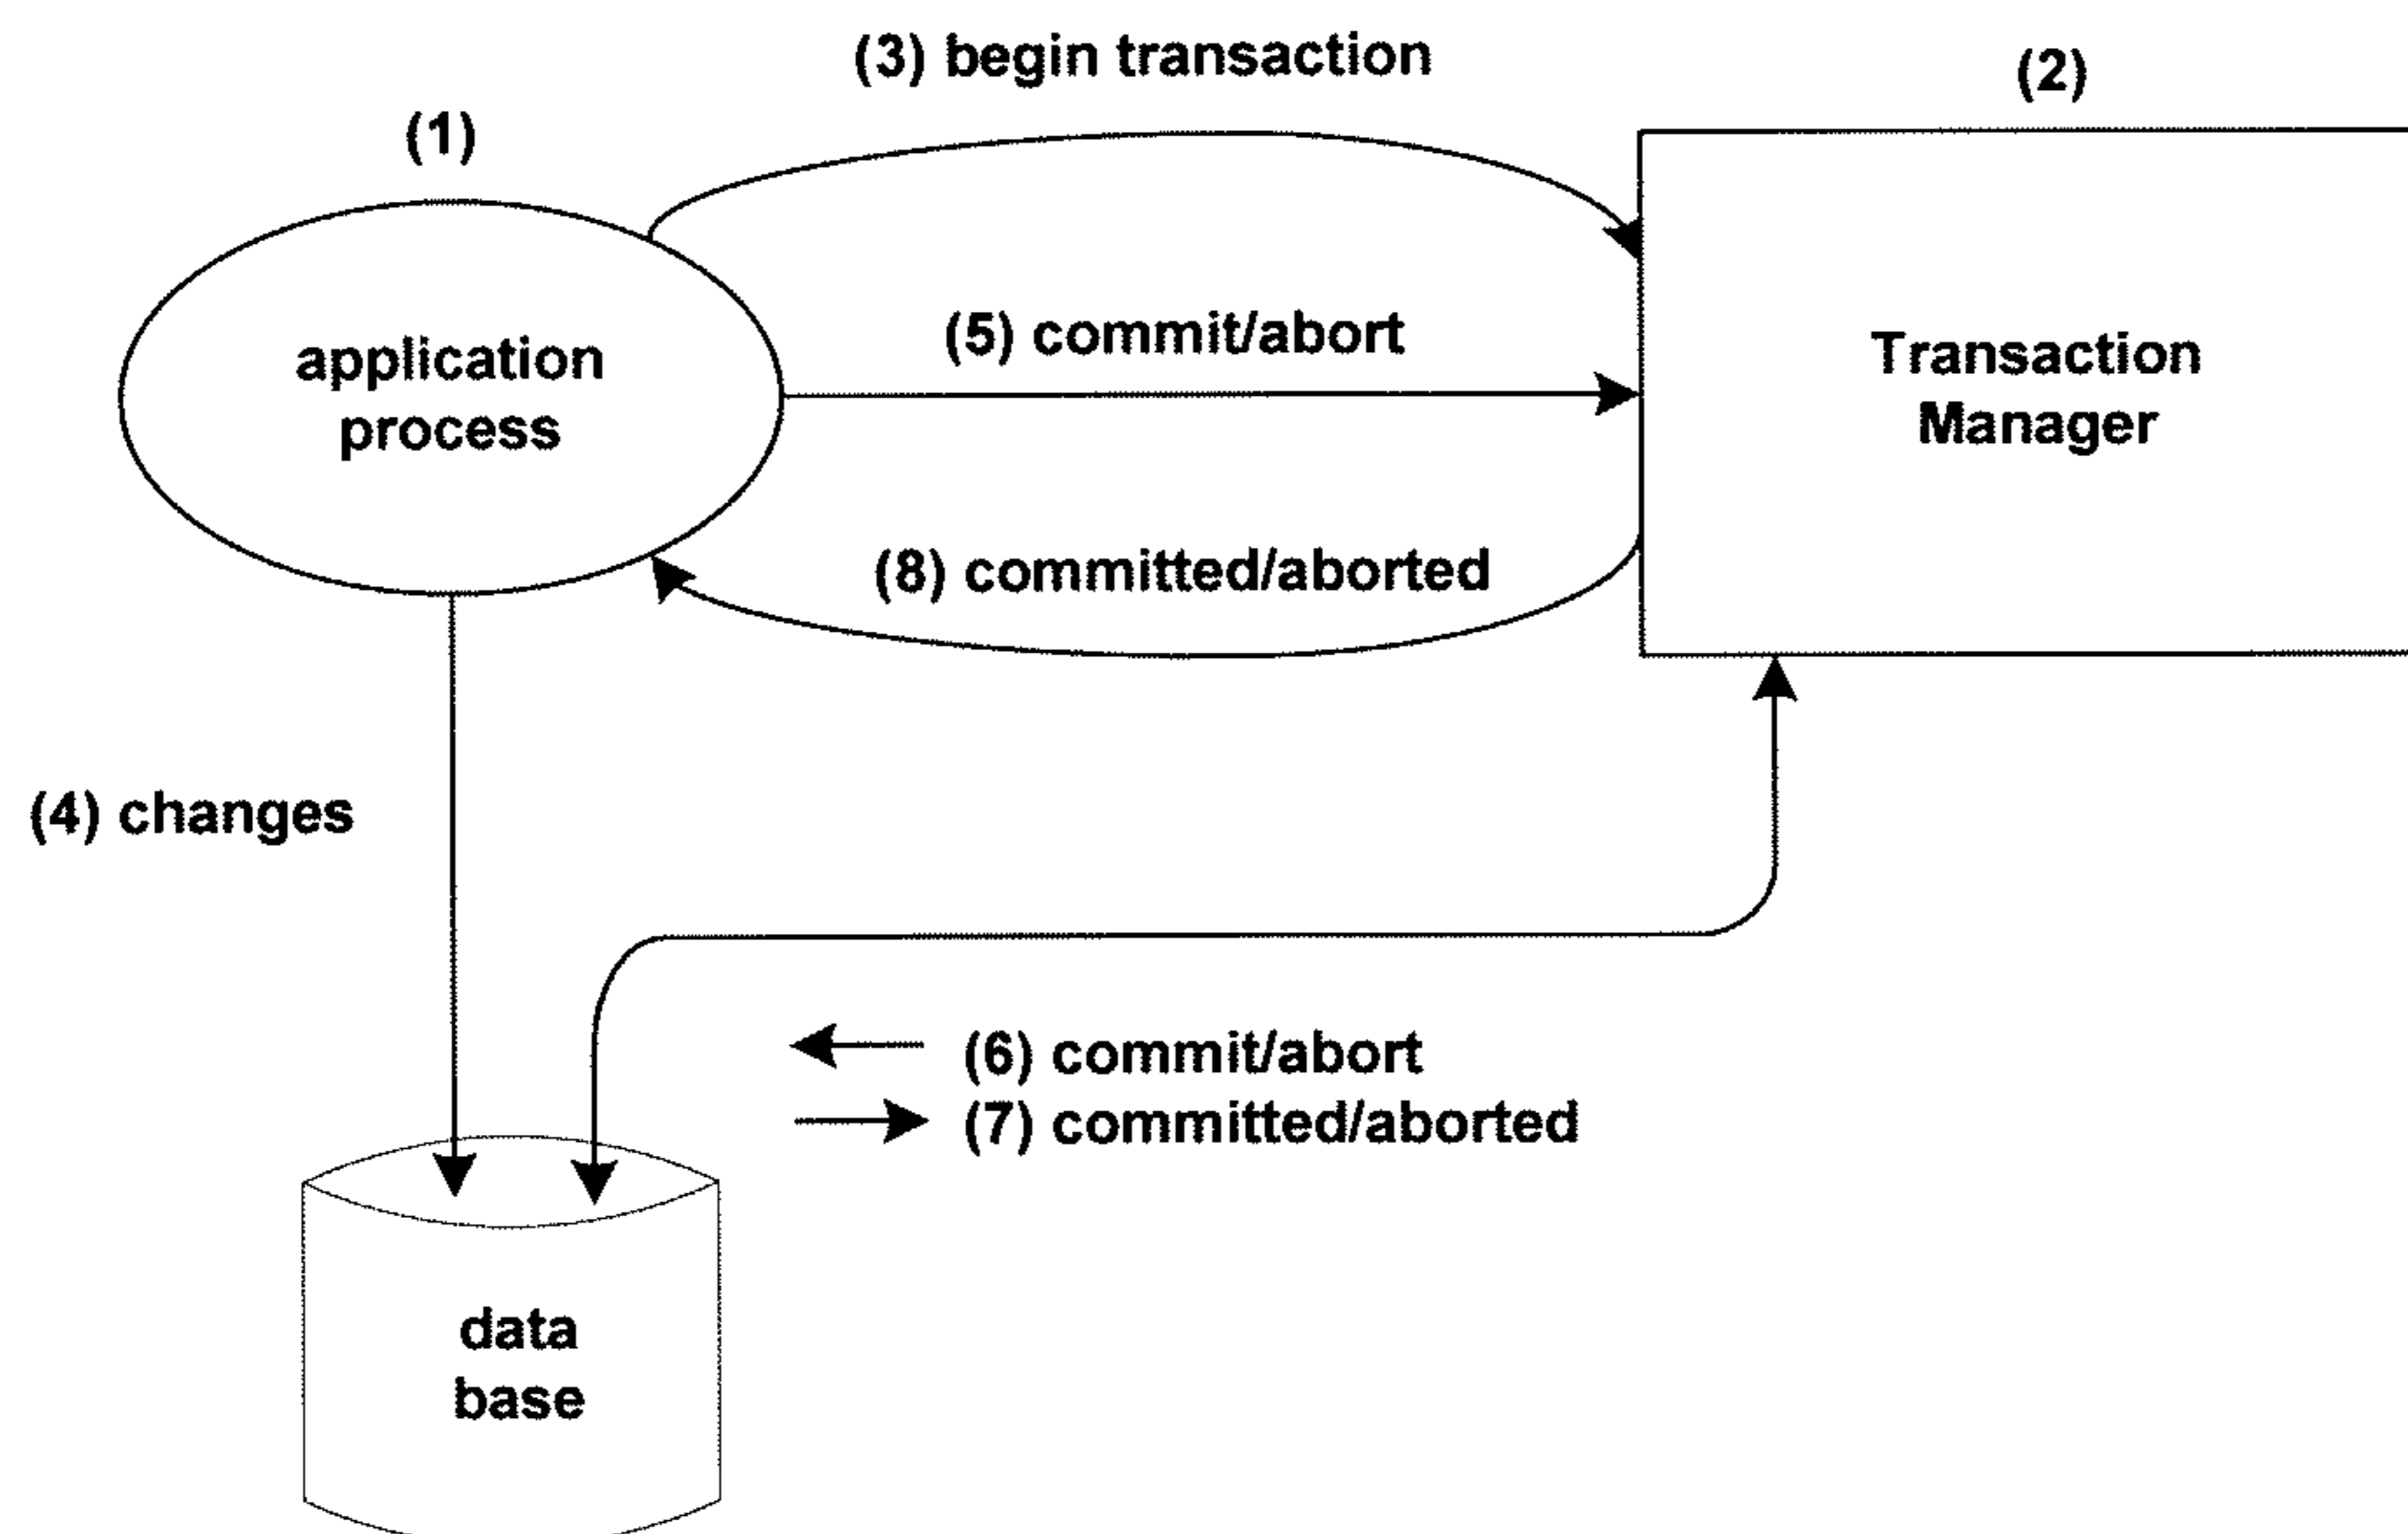 (3) begin transaction
(2)
(1)
(5) commit/abort
application
process
Transaction
Manager
(8) committed/aborted
(4) changes
(6) commit/abort
(7) committed/aborted
data
base